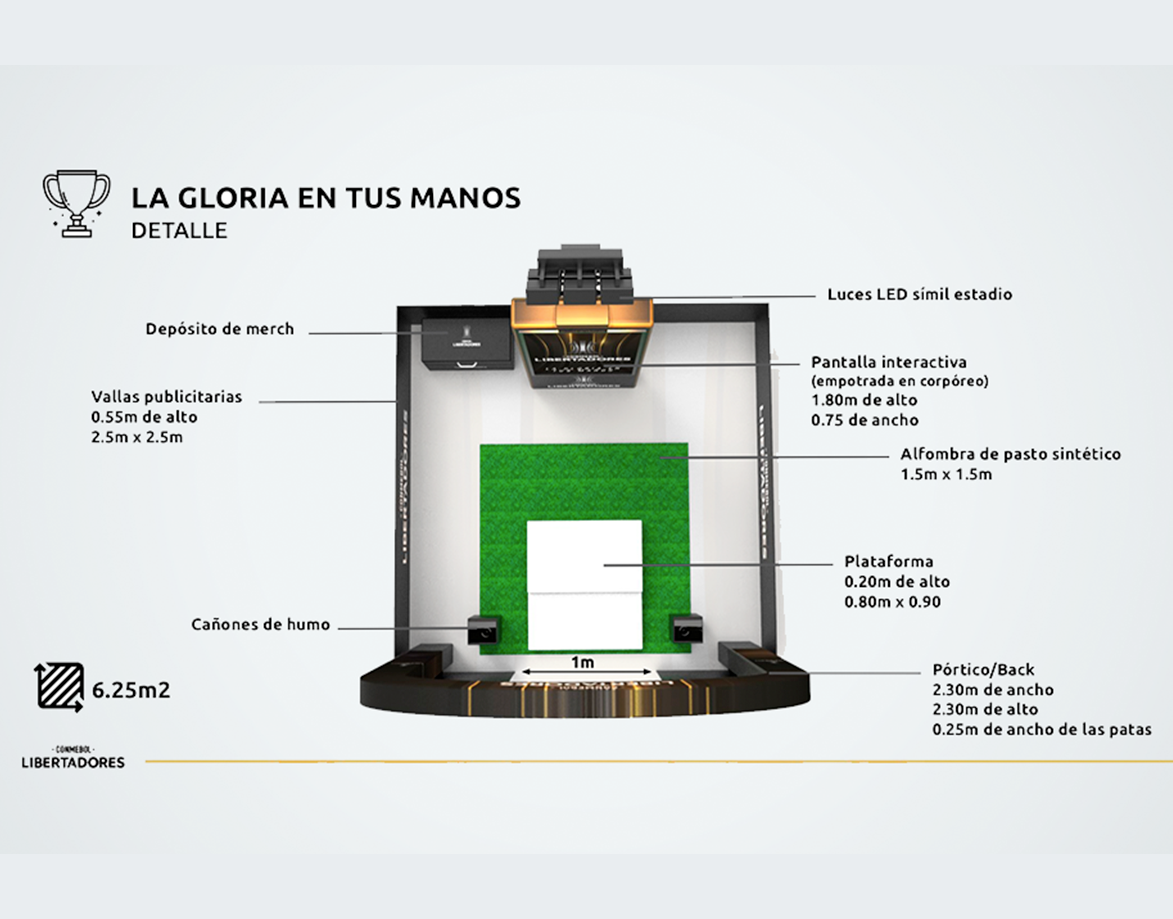 LA GLORIA EN TUS MANOS
DETALLE
Luces LED símil estadio
Depósito de merch
LIBERTADORES
Pantalla interactiva
(empotrada en corpóreo)
1.80m de alto
0.75 de ancho
LIBERTADORES
LIBERTADORES
Vallas publicitarias
0.55m de alto
2.5m x 2.5m
LIBERTADORES
LIBERTADORES
Alfombra de pasto sintético
1.5m x 1.5m
Plataforma
0.20m de alto
0.80m x 0.90
Cañones de humo
1m
Pórtico/Back
2.30m de ancho
2.30m de alto
0.25m de ancho de las patas
6.25m2
· CONMEBOL ·
LIBERTADORES